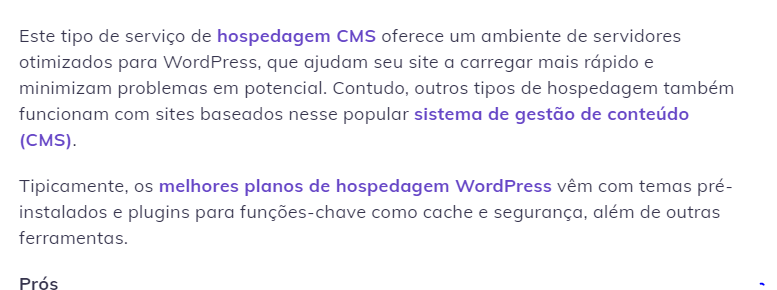 Este tipo de serviço de hospedagem CMS oferece um ambiente de servidores
otimizados para WordPress, que ajudam seu site a carregar mais rápido e
minimizam problemas em potencial. Contudo, outros tipos de hospedagem também
funcionam com sites baseados nesse popular sistema de gestão de conteúdo
(CMS).
Tipicamente, os melhores planos de hospedagem WordPress vêm com temas pré-
instalados e plugins para funções-chave como cache e segurança, além de outras
ferramentas.
Prós